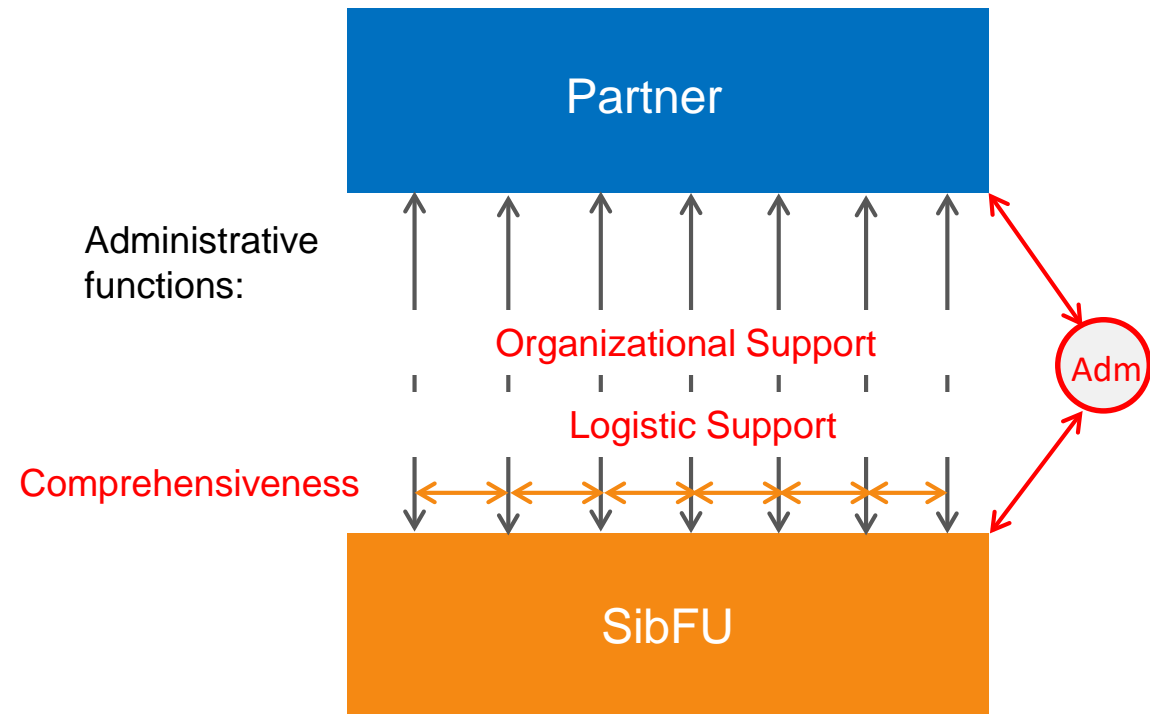 Partner
Administrative
functions:
Organizational Support
Adm
Logistic Support
Comprehensiveness
SibFU